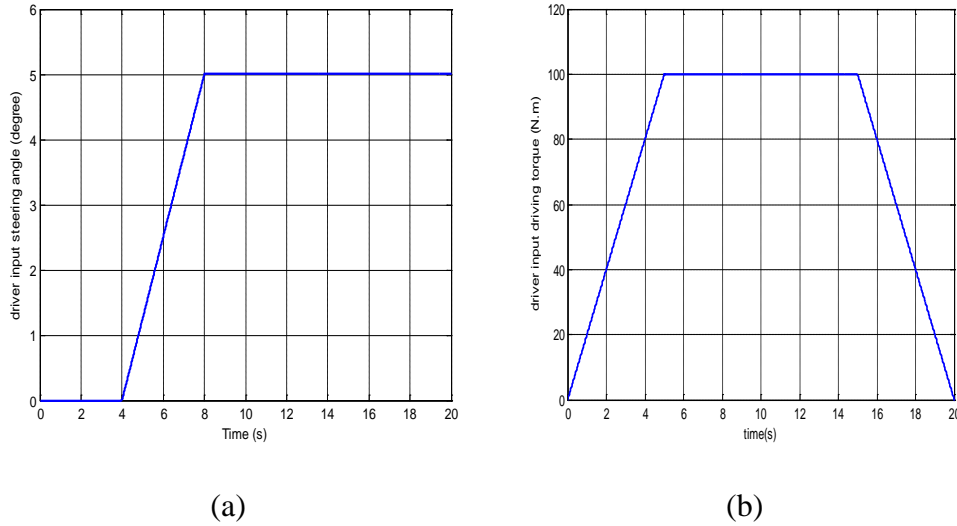 6
5
4
3
2
1
0
driver input steering angle (degree)
0 2 4 6 8 10 12 14 16 18 20
Time (s)
(a)
120
100
80
60
40
20
0
driver input driving torque (N.m)
0 2 4 6 8 10 12 14 16 18 20
time(s)
(b)